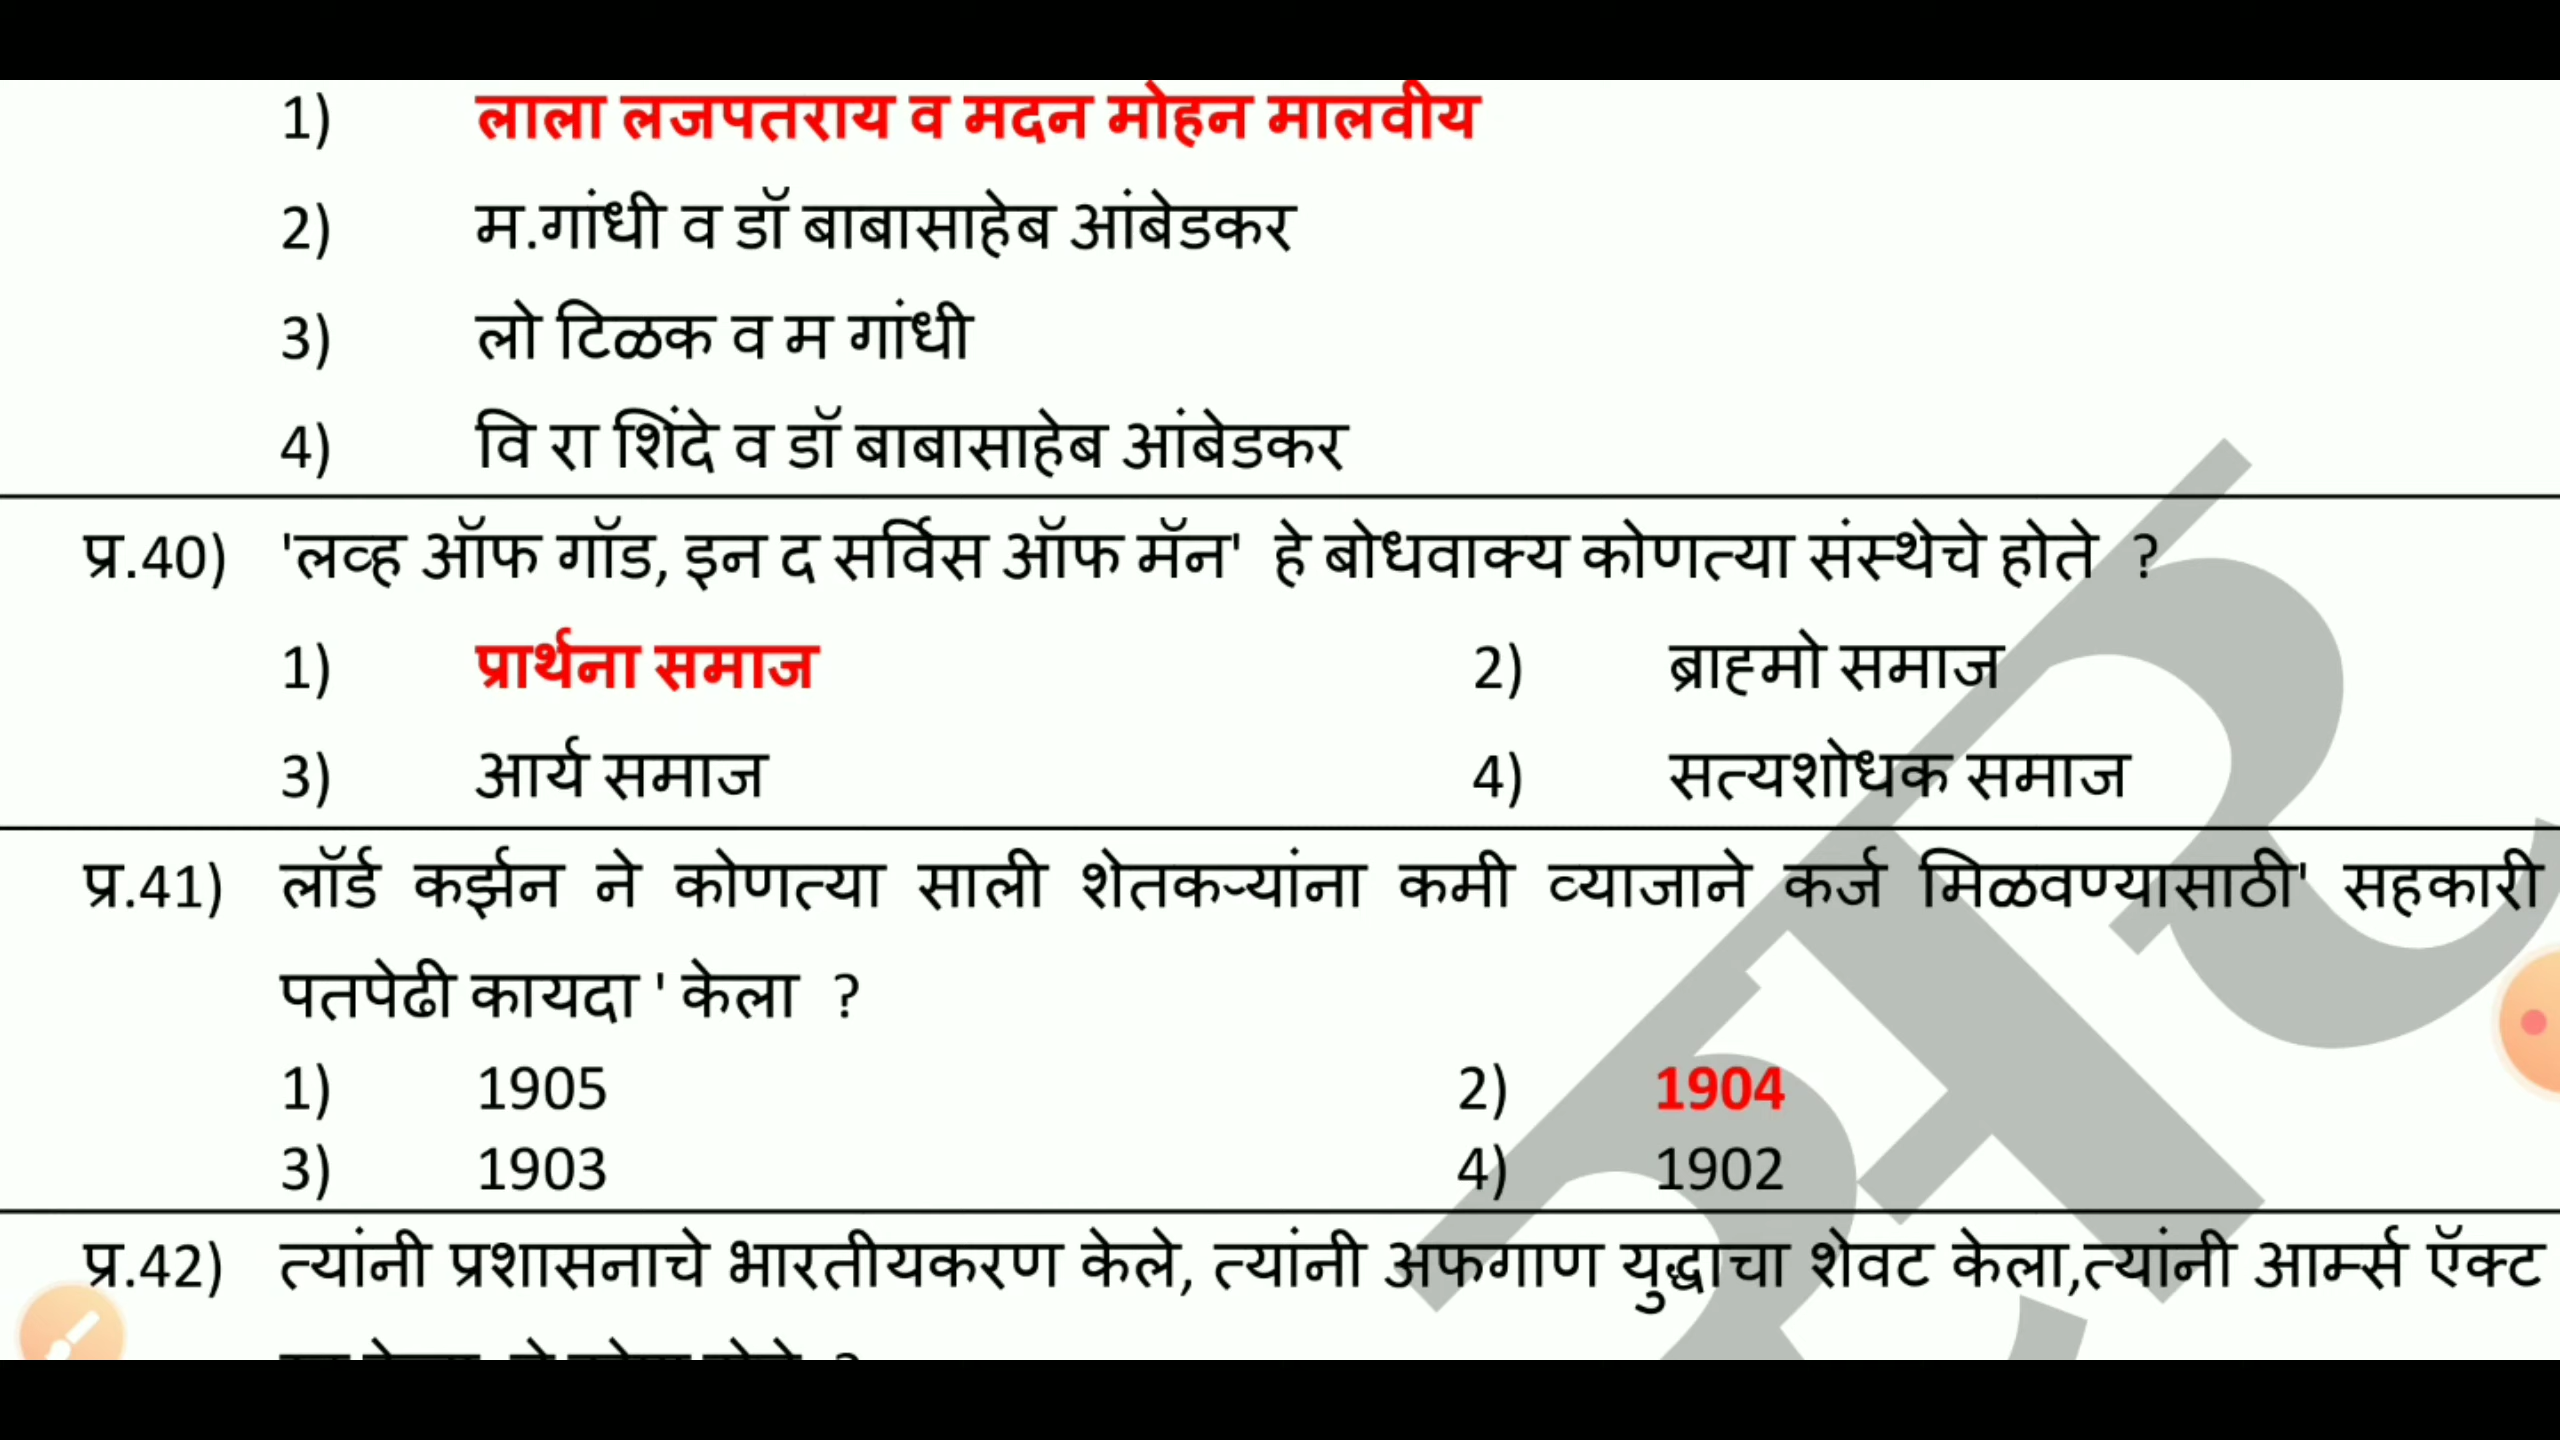 1) लाला लजपतराय व मदन मोहन मालवीय
2) म.गांधी व डॉ बाबासाहेब आंबेडकर
3) लो टिळक व म गांधी
4) वि रा शिंदे व डॉ बाबासाहेब आंबेडकर
प्र.40) 'लव्ह ऑफ गॉड, इन द सर्विस ऑफ मॅन' हे बोधवाक्य कोणत्या संस्थेचे होते ?
1) प्रार्थना समाज 2) ब्राह्मो समाज
3) आर्य समाज 4) सत्यशोधक समाज
प्र.41) लॉर्ड कर्झन ने कोणत्या साली शेतकऱ्यांना कमी व्याजाने कर्ज मिळवण्यासाठी' सहकारी
पतपेढी कायदा ' केला ?
1) 1905 2) 1904
3) 1903 4) 1902
प्र.42) त्यांनी प्रशासनाचे भारतीयकरण केले, त्यांनी अफगाण युद्धाचा शेवट केला,त्यांनी आर्म्स ऍक्ट